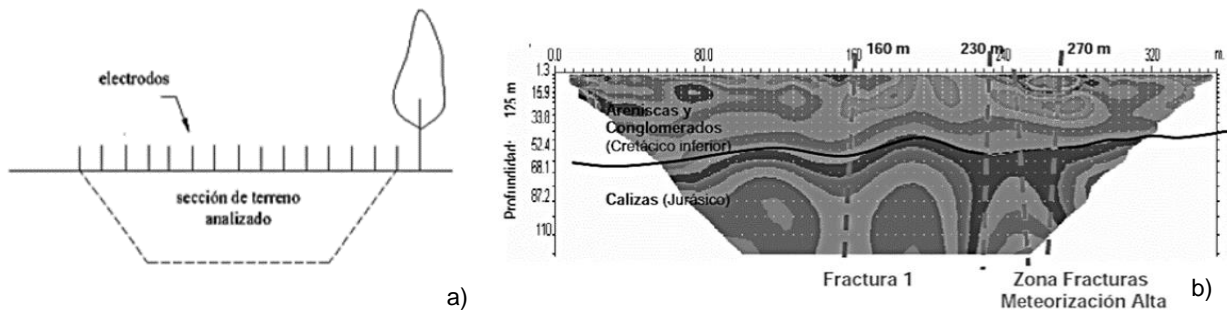 electrodos
sección de terreno
analizado
a)
160 m 230 m 270 m
0.0 80.0 160 240 320 m.
Profundidad: 125 m
1.3
15.9
33.8
52.4
68.1
87.2
110.
Areniscas y
Conglomerados
(Cretácico inferior)
Calizas (Jurásico)
Fractura 1
Zona Fracturas
Meteorización Alta
b)